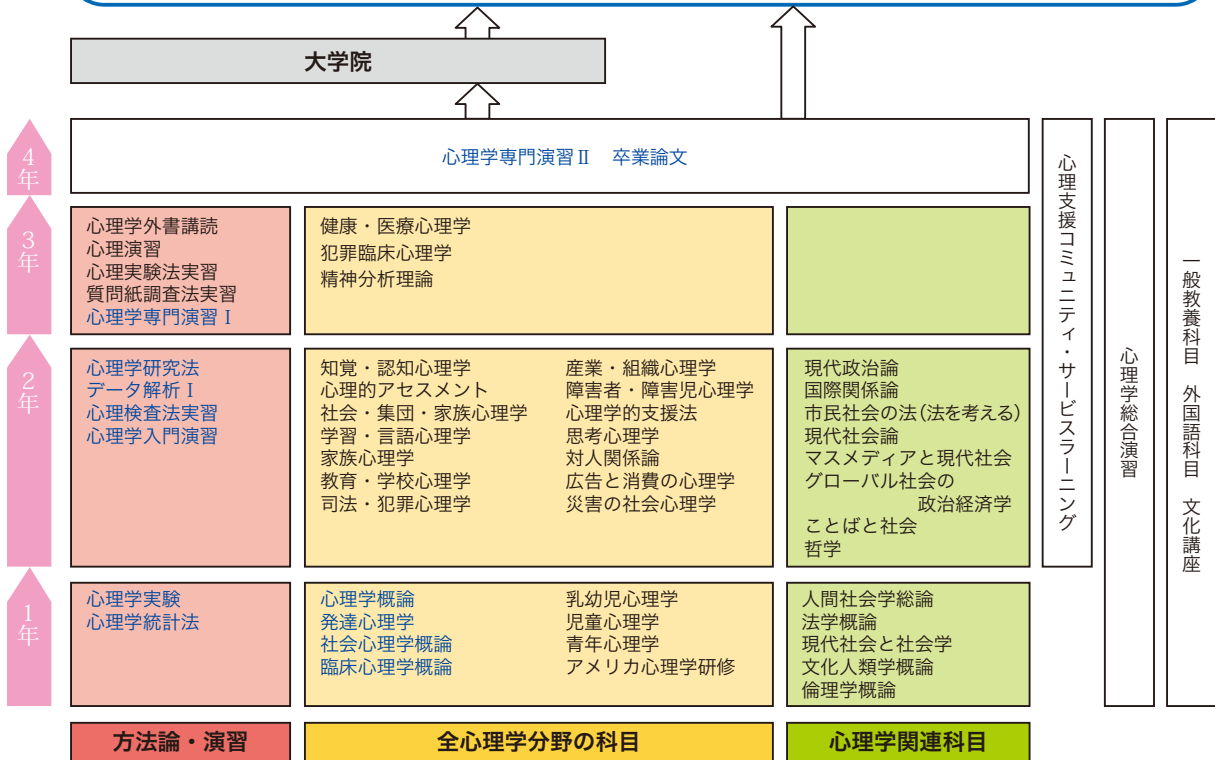 大学院
4年
心理学専門演習Ⅱ　卒業論文
3年
心理学外書講読
心理演習
心理実験法実習
質問紙調査法実習
心理学専門演習Ⅰ
健康・医療心理学
犯罪臨床心理学
精神分析理論
2年
心理学研究法
データ解析Ⅰ
心理検査法実習
心理学入門演習
知覚・認知心理学
心理的アセスメント
社会・集団・家族心理学
学習・言語心理学
家族心理学
教育・学校心理学
司法・犯罪心理学
産業・組織心理学
障害者・障害児心理学
心理学的支援法
思考心理学
対人関係論
広告と消費の心理学
災害の社会心理学
現代政治論
国際関係論
市民社会の法（法を考える）
現代社会論
マスメディアと現代社会
グローバル社会の
政治経済学
ことばと社会
哲学
1年
心理学実験
心理学統計法
心理学概論
発達心理学
社会心理学概論
臨床心理学概論
乳幼児心理学
児童心理学
青年心理学
アメリカ心理学研修
人間社会学総論
法学概論
現代社会と社会学
文化人類学概論
倫理学概論
方法論・演習
全心理学分野の科目
心理学関連科目
心理支援コミュニティ・サービスラーニング
心理学総合演習
一般教養科目　外国語科目　文化講座